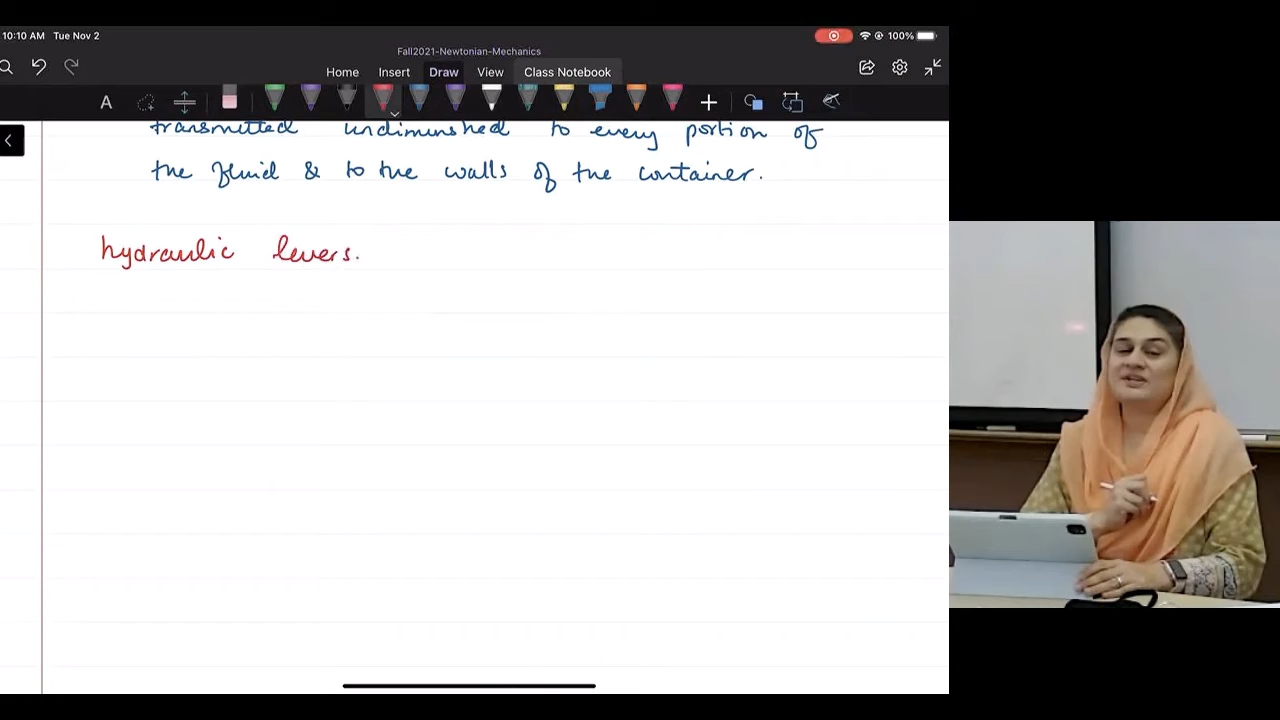 10:10 AM Tue Nov 2
100%
Fall2021-Newtonian-Mechanics
Home Insert Draw View Class Notebook
A
transmitted undiminshed to every portion of
the fluid & to the walls of the container.
hydraulic levers.